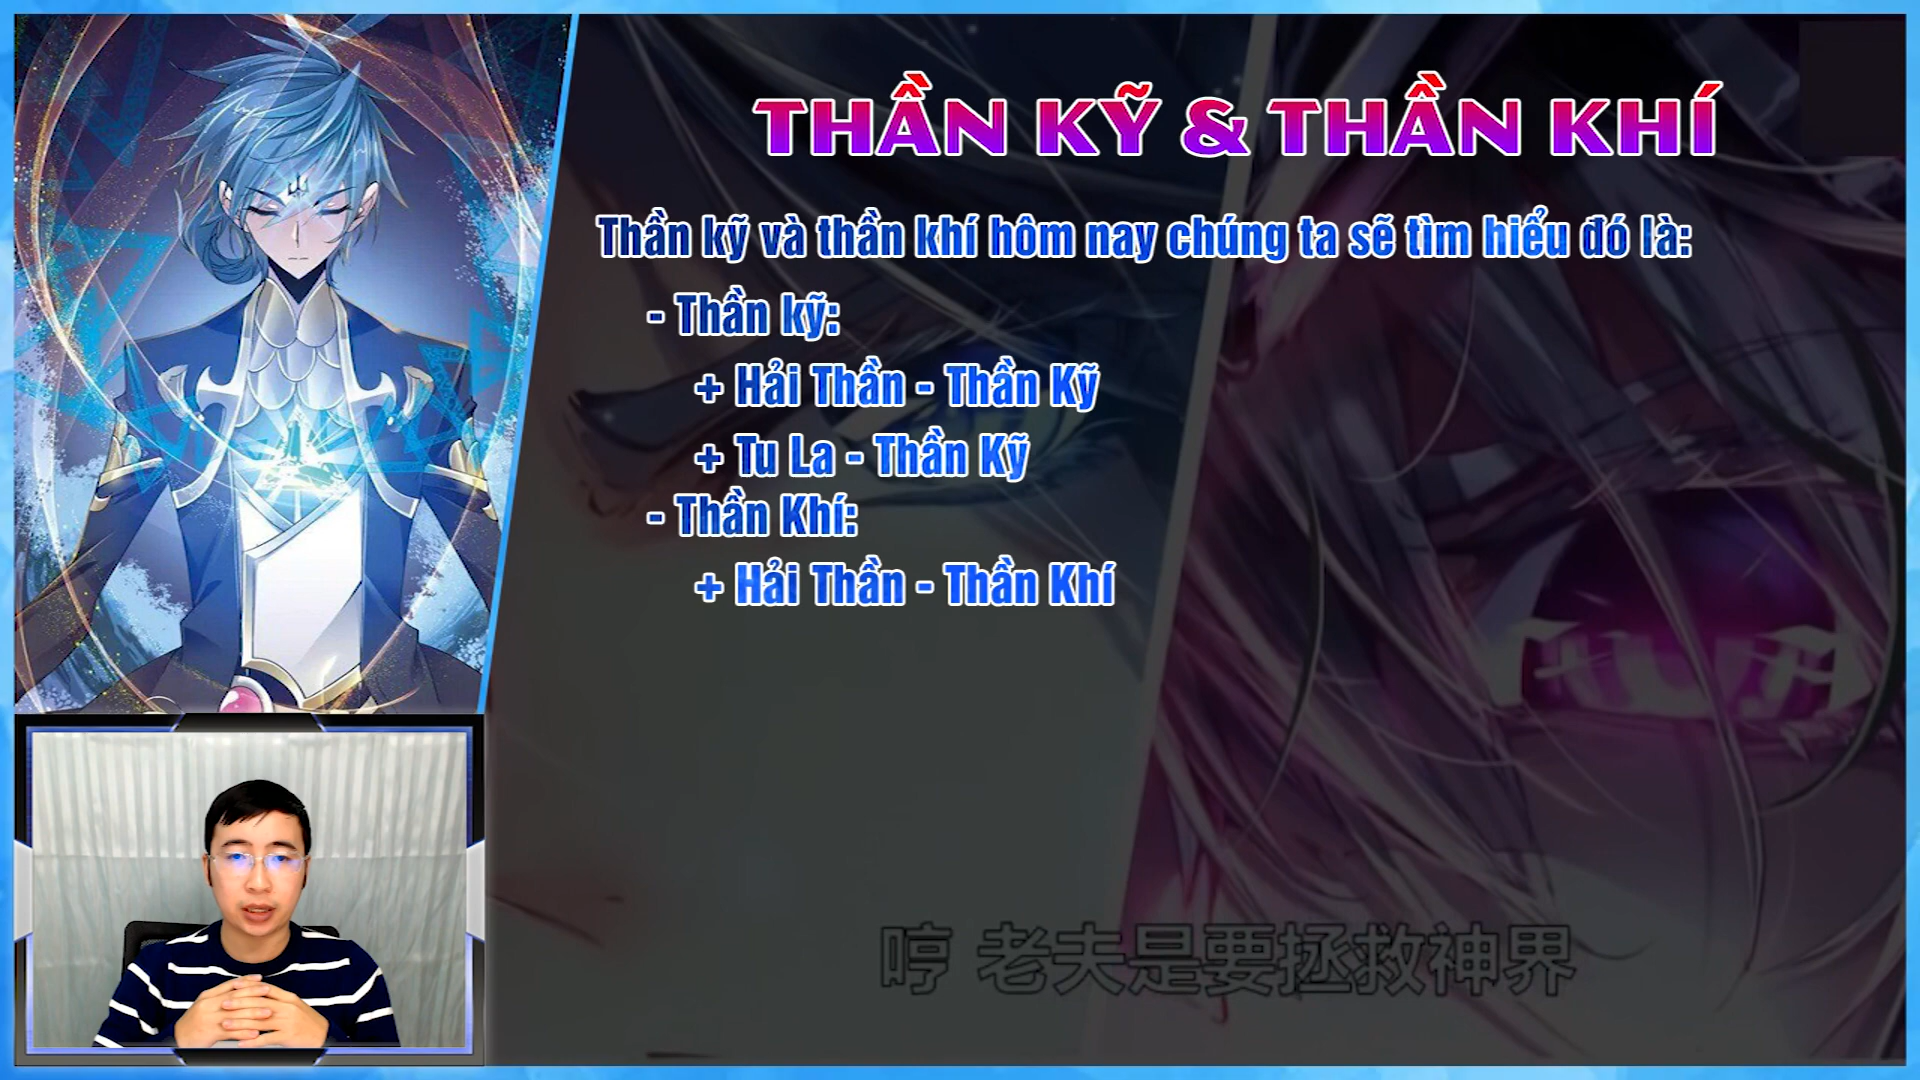 THẦN KỸ & THẦN KHÍ
Thần kỹ và thần khí hôm nay chúng ta sẽ tìm hiểu đó là:
- Thần kỹ:
+ Hải Thần - Thần Kỹ
+ Tu La - Thần Kỹ
- Thần Khí:
+ Hải Thần - Thần Khí
哼 老夫是要拯救神界